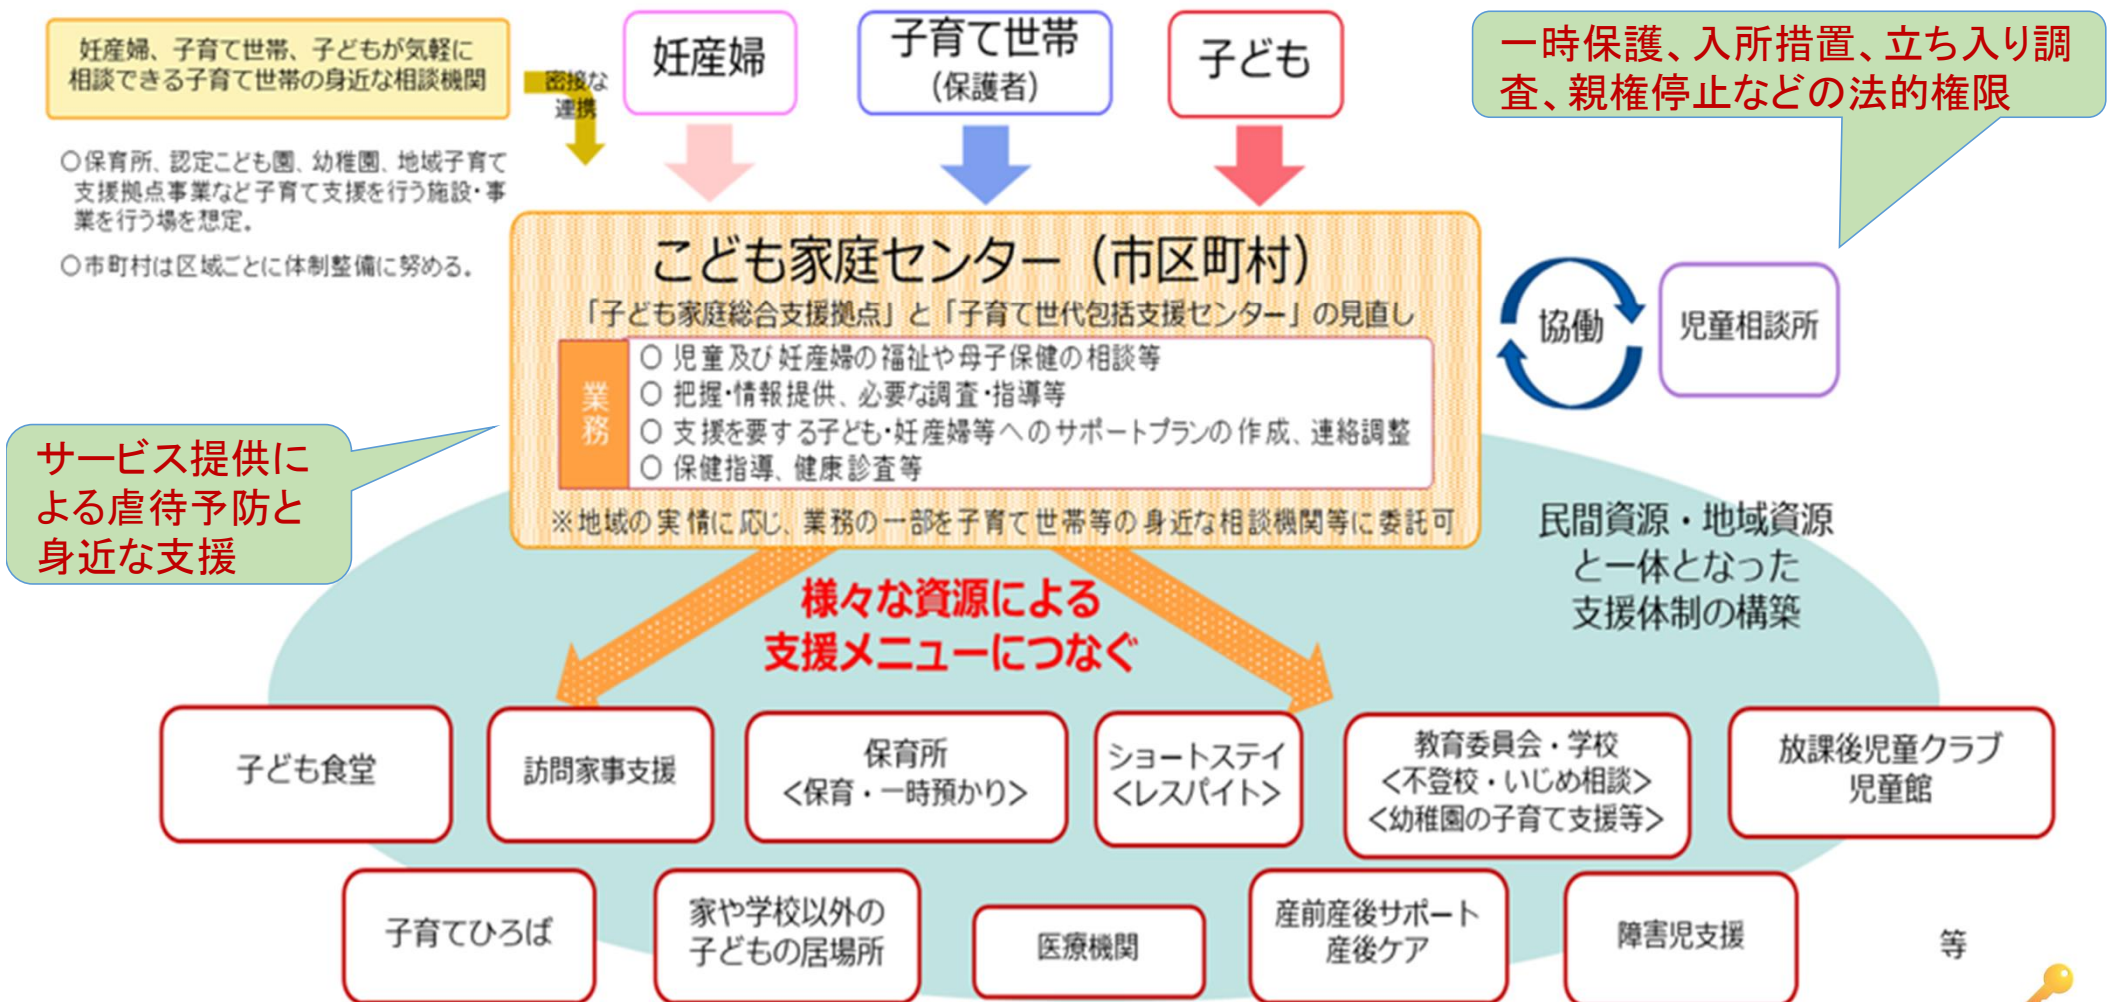 妊産婦、子育て世帯、子どもが気軽に
相談できる子育て世帯の身近な相談機関
密接な
連携
妊産婦
子育て世帯
(保護者)
子ども
一時保護、入所措置、立ち入り調
査、親権停止などの法的権限
○保育所、認定こども園、幼稚園、地域子育て
支援拠点事業など子育て支援を行う施設・事
業を行う場を想定。
○市町村は区域ごとに体制整備に努める。
こども家庭センター（市区町村）
「子ども家庭総合支援拠点」と「子育て世代包括支援センター」の見直し
業務
○ 児童及び妊産婦の福祉や母子保健の相談等
○ 把握・情報提供、必要な調査・指導等
○ 支援を要する子ども・妊産婦等へのサポートプランの作成、連絡調整
○ 保健指導、健康診査等
※地域の実情に応じ、業務の一部を子育て世帯等の身近な相談機関等に委託可
協働
児童相談所
サービス提供に
よる虐待予防と
身近な支援
民間資源・地域資源
と一体となった
支援体制の構築
様々な資源による
支援メニューにつなぐ
子ども食堂
訪問家事支援
保育所
＜保育・一時預かり＞
ショートステイ
＜レスパイト＞
教育委員会・学校
＜不登校・いじめ相談＞
＜幼稚園の子育て支援等＞
放課後児童クラブ
児童館
子育てひろば
家や学校以外の
子どもの居場所
医療機関
産前産後サポート
産後ケア
障害児支援
等